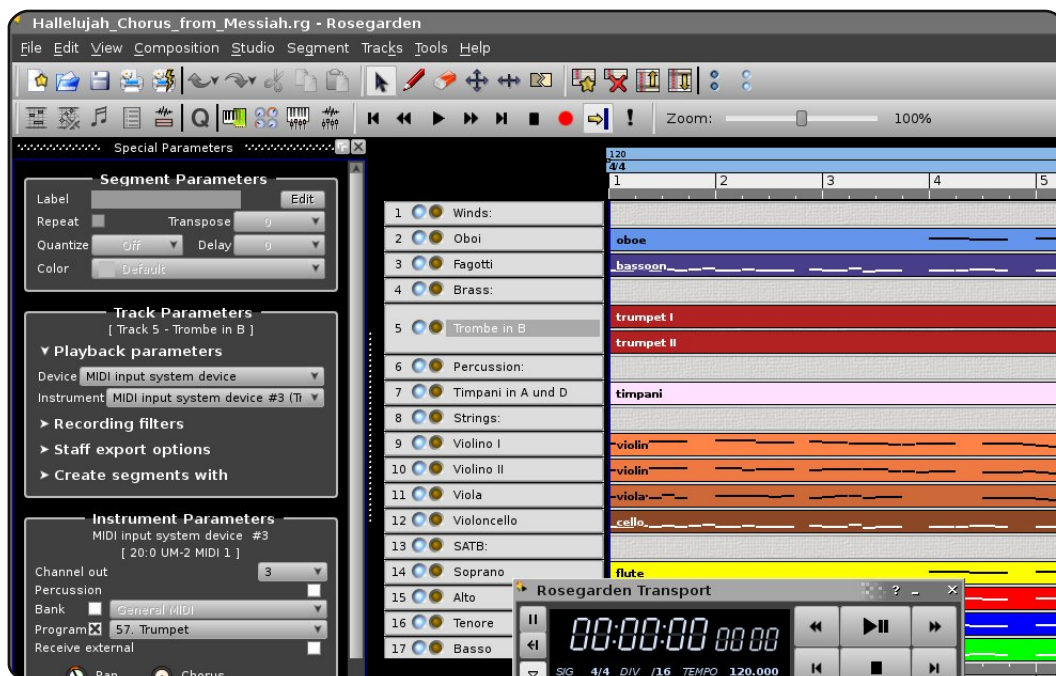 Hallelujah_Chorus_from_Messiah.rg - Rosegarden
File Edit View Composition Studio Segment Tracks Tools Help
Q
Zoom: 100%
Special Parameters
Segment Parameters
Label Edit
Repeat Transpose 0
Quantize Off Delay 0
Color Default
Track Parameters
[ Track 5 - Trombe in B ]
Playback parameters
Device MIDI input system device
Instrument MIDI input system device #3 (Tr
Recording filters
Staff export options
Create segments with
Instrument Parameters
MIDI input system device #3
[ 20:0 UM-2 MIDI 1 ]
Channel out 3
Percussion
Bank General MIDI
Program 57. Trumpet
Receive external
Pan Chorus
120
4/4
1 2 3 4 5
1 Winds:
2 Oboi oboe
3 Fagotti bassoon
4 Brass:
5 Trombe in B trumpet I
trumpet II
6 Percussion:
7 Timpani in A und D timpani
8 Strings:
9 Violino I violin
10 Violino II violin
11 Viola viola
12 Violoncello cello
13 SATB:
14 Soprano flute
15 Alto
16 Tenore
17 Basso
Rosegarden Transport
00:00:00 00 00
SIG 4/4 DIV /16 TEMPO 120.000